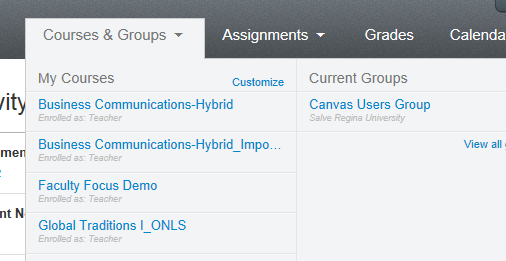 Courses & Groups Assignments Grades Calenda
My Courses Customize
Business Communications-Hybrid
Enrolled as: Teacher
Business Communications-Hybrid_Impo...
Enrolled as: Teacher
Faculty Focus Demo
Enrolled as: Teacher
Global Traditions I_ONLS
Enrolled as: Teacher
Current Groups
Canvas Users Group
Salve Regina University
View all
vity
men
nt N